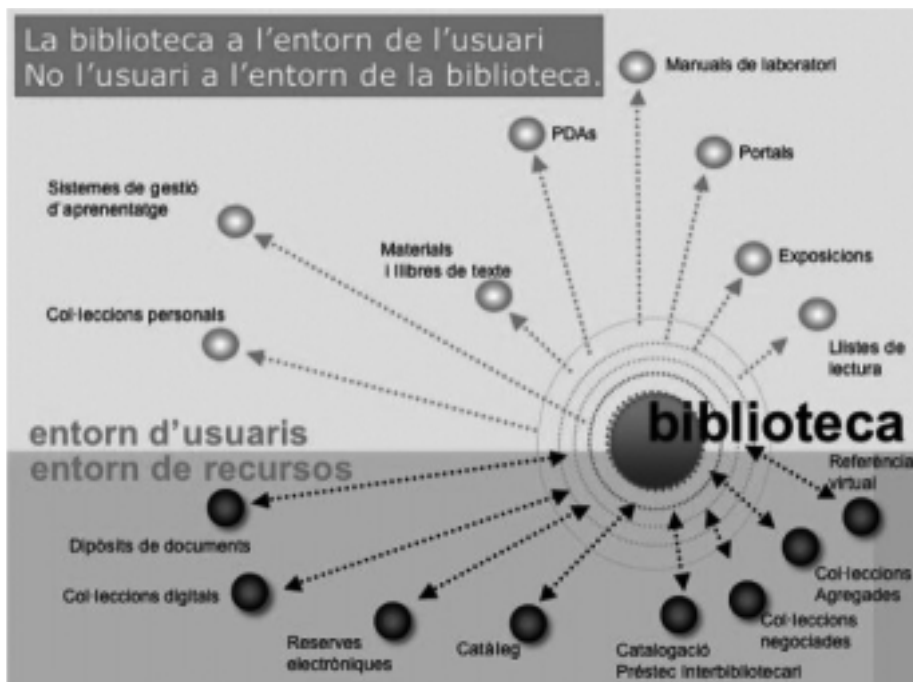 La biblioteca a l'entorn de l'usuari
No l'usuari a l'entorn de la biblioteca.
Manuals de laboratori
PDAs
Portals
Sistemes de gestió
d'aprenentatge
Materials
i llibres de texte
Exposicions
Col·leccions personals
Llistes de
lectura
biblioteca
entorn d'usuaris
entorn de recursos
Referència
virtual
Dipòsits de documents
Col·leccions digitals
Col·leccions
Agregades
Reserves
electròniques
Catàleg
Catalogació
Préstec Interbibliotecari
Col·leccions
negociades